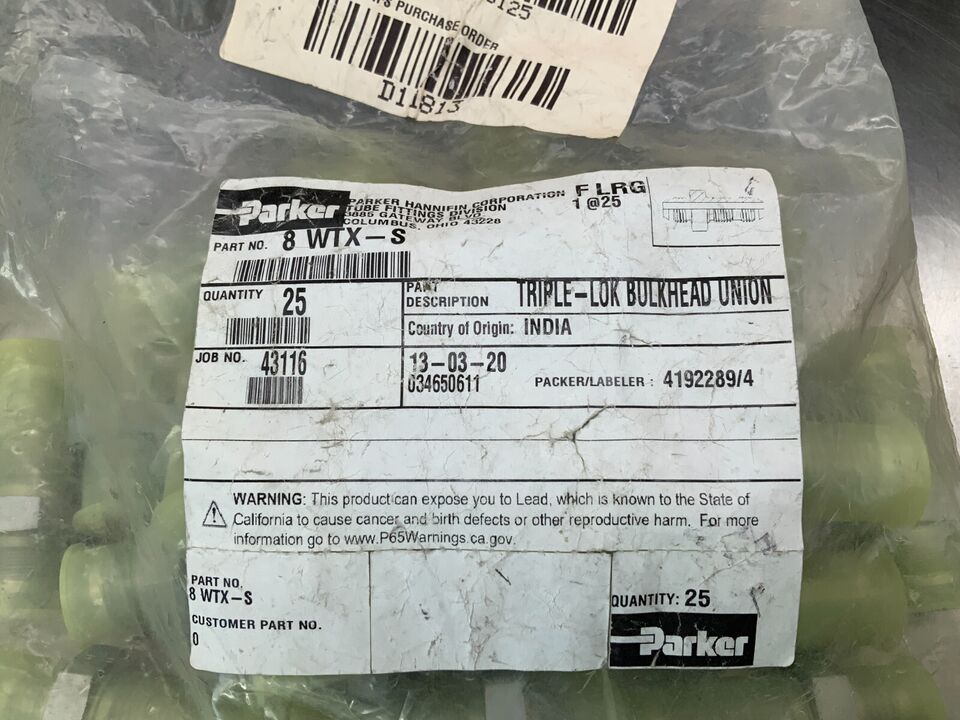 8125
PURCHASE ORDER
D11813
Parker
PARKER HANNIFIN CORPORATION
TUBE FITTINGS DIVISION
3885 GATEWAY BLVD.
COLUMBUS, OHIO 43228
F LRG
1 @25
PART NO. 8 WTX-S
QUANTITY 25
PART DESCRIPTION TRIPLE-LOK BULKHEAD UNION
Country of Origin: INDIA
JOB NO. 43116
13-03-20
034650611
PACKER/LABELER : 4192289/4
WARNING: This product can expose you to Lead, which is known to the State of
California to cause cancer and birth defects or other reproductive harm. For more
information go to www.P65Warnings.ca.gov.
PART NO.
8 WTX-S
CUSTOMER PART NO.
0
QUANTITY: 25
Parker